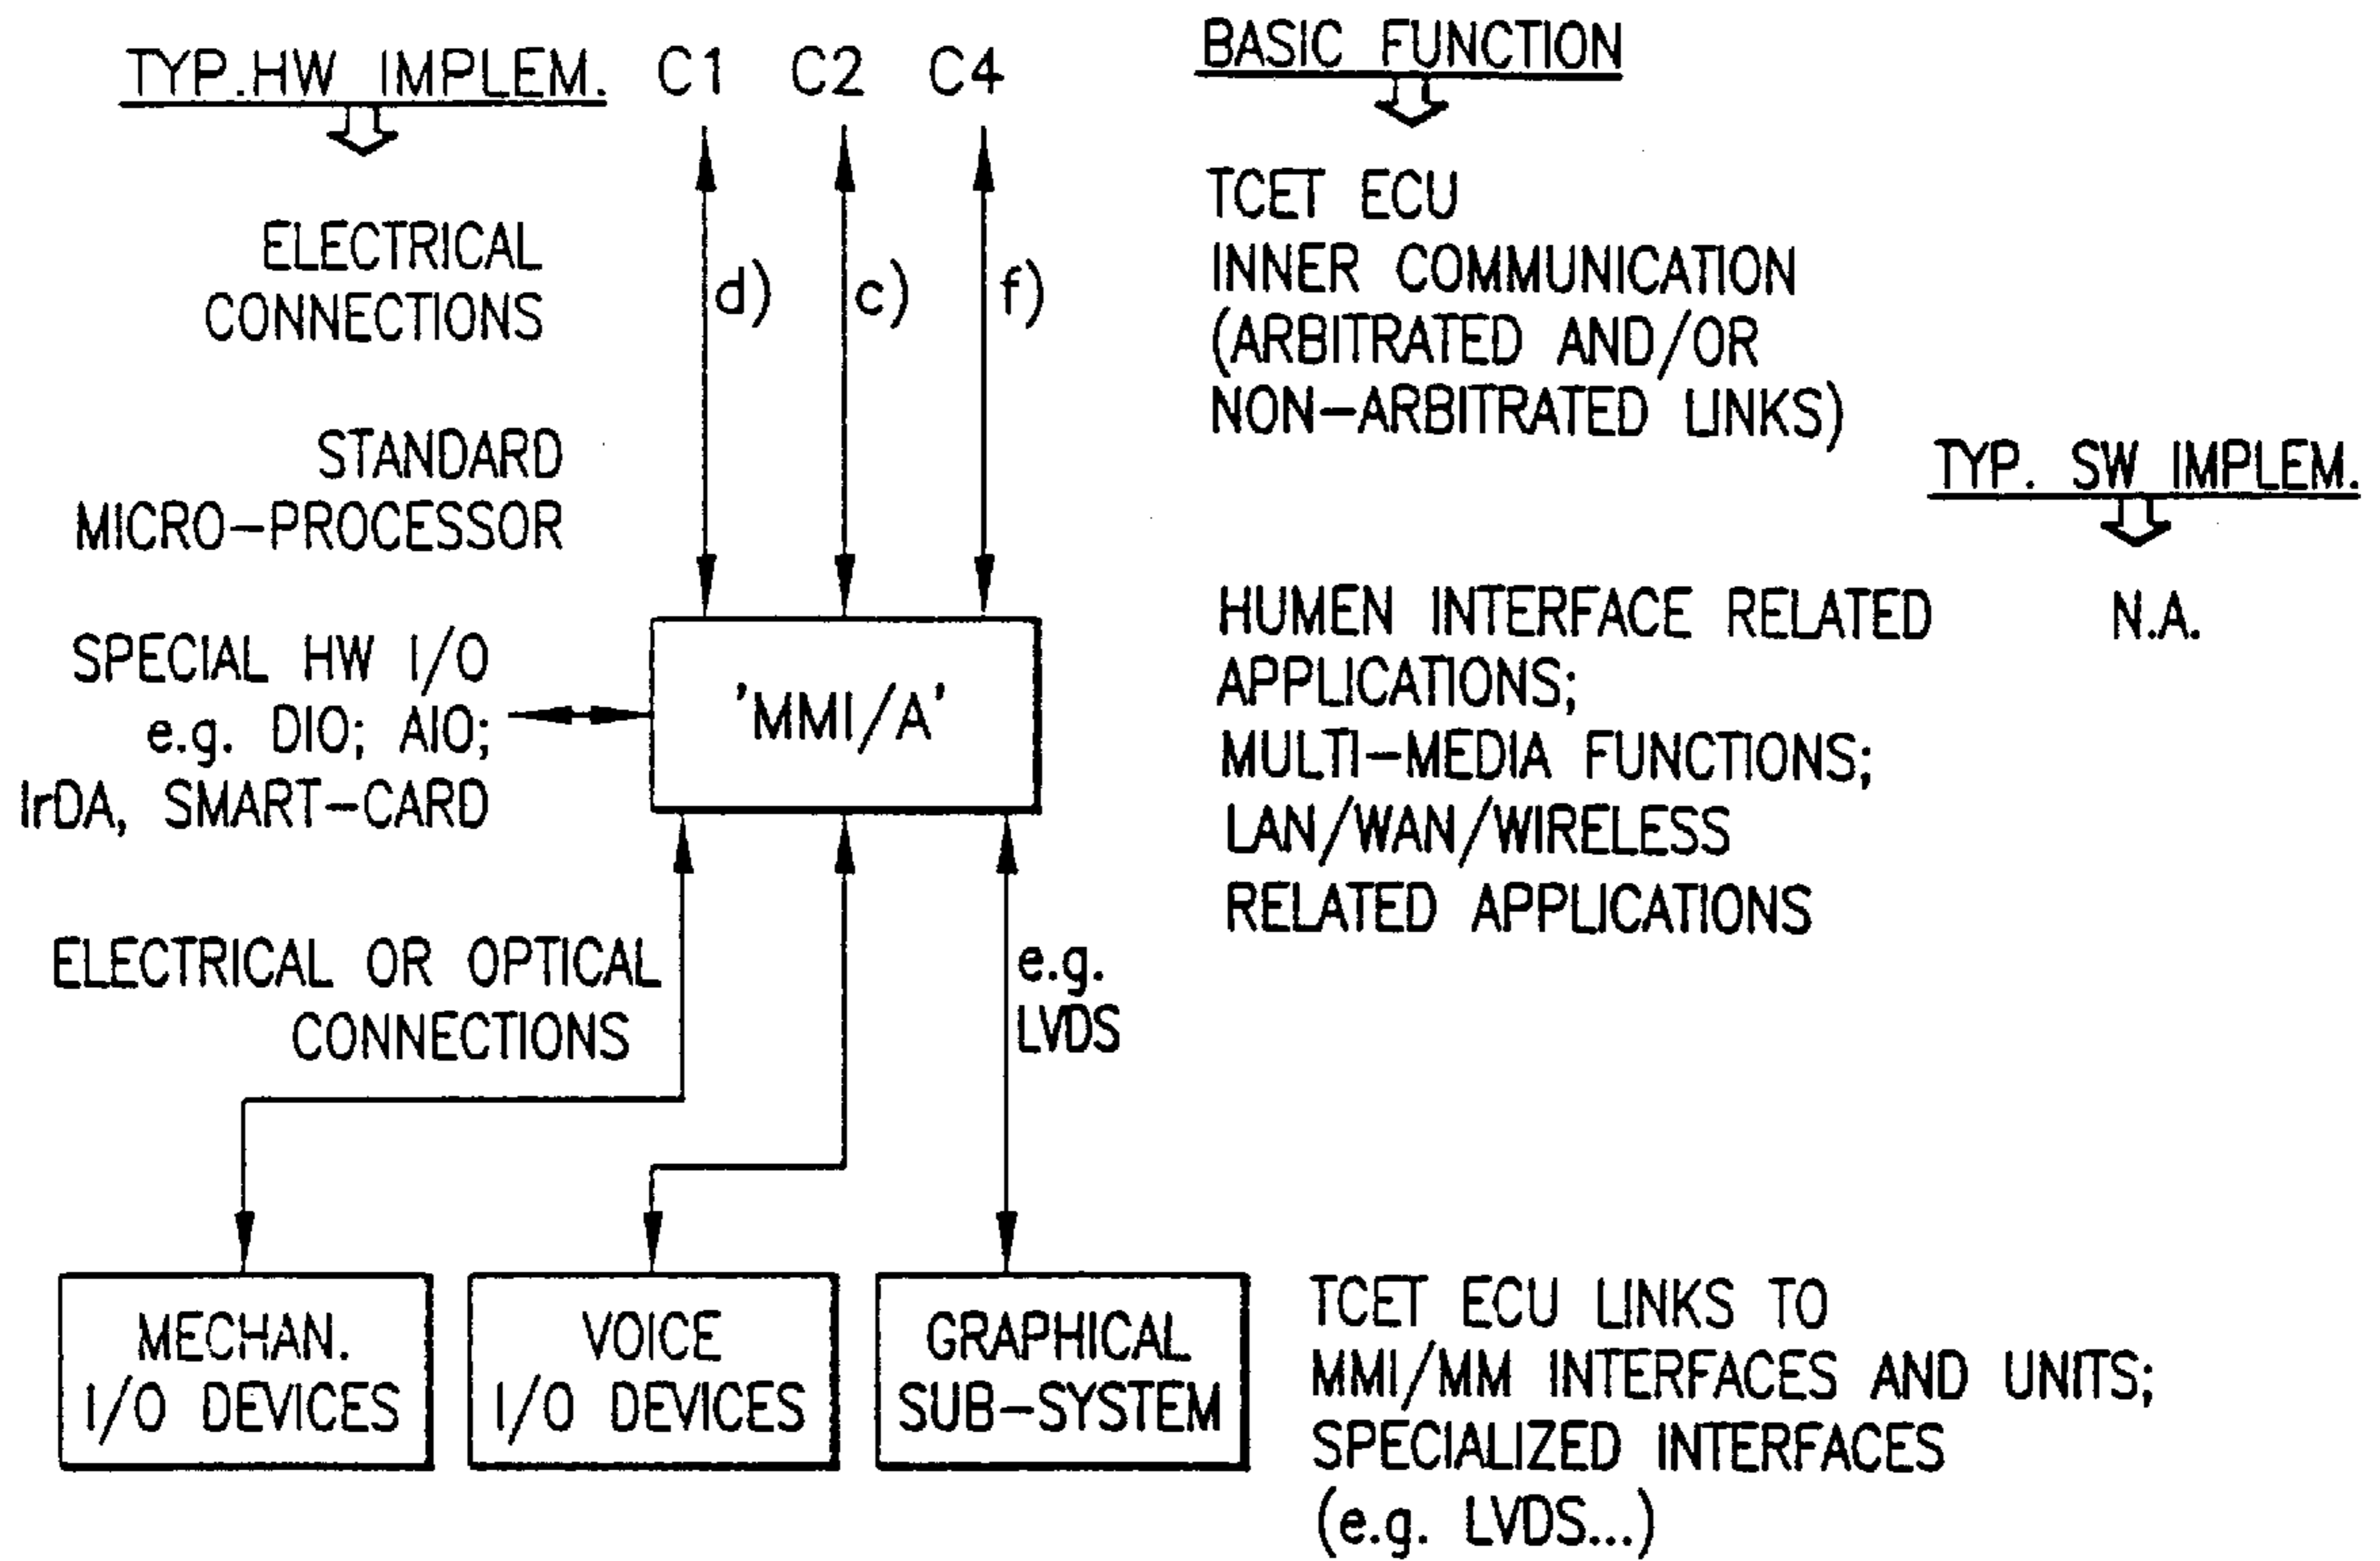 TYP.HW IMPLEM.
C1
C2
C4
BASIC FUNCTION
ELECTRICAL
CONNECTIONS
d)
c)
f)
TCET ECU
INNER COMMUNICATION
(ARBITRATED AND/OR
NON-ARBITRATED LINKS)
TYP. SW IMPLEM.
STANDARD
MICRO-PROCESSOR
SPECIAL HW I/O
e.g. DIO; AIO;
IrDA, SMART-CARD
'MMI/A'
HUMEN INTERFACE RELATED
APPLICATIONS;
MULTI-MEDIA FUNCTIONS;
LAN/WAN/WIRELESS
RELATED APPLICATIONS
N.A.
ELECTRICAL OR OPTICAL
CONNECTIONS
e.g.
LVDS
MECHAN.
I/O DEVICES
VOICE
I/O DEVICES
GRAPHICAL
SUB-SYSTEM
TCET ECU LINKS TO
MMI/MM INTERFACES AND UNITS;
SPECIALIZED INTERFACES
(e.g. LVDS...)